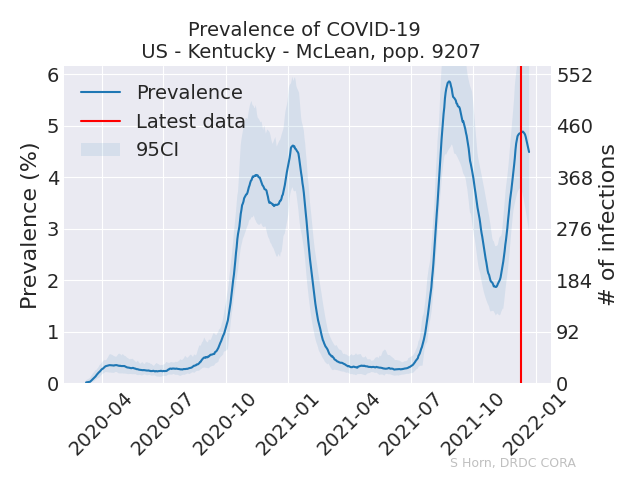 Prevalence of COVID-19
US - Kentucky - McLean, pop. 9207
Prevalence
Latest data
95CI
Prevalence (%)
6
5
4
3
2
1
0
# of infections
552
460
368
276
184
92
0
2020-04
2020-07
2020-10
2021-01
2021-04
2021-07
2021-10
2022-01
S Horn, DRDC CORA